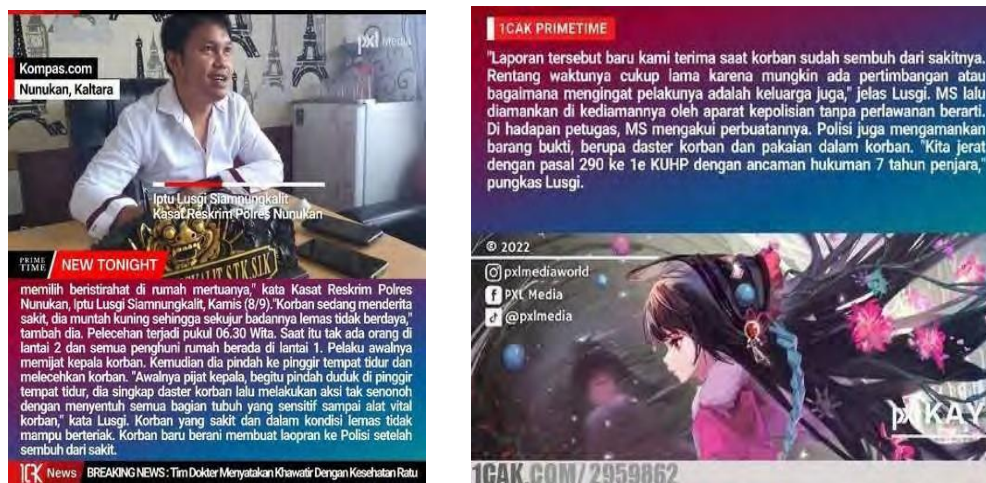 pxl Media
Kompas.com
Nunukan, Kaltara
Iptu Lusgi Siamnungkalit
Kasat Reskrim Polres Nunukan
PRIME
TIME
NEW TONIGHT
memilih beristirahat di rumah mertuanya," kata Kasat Reskrim Polres
Nunukan, Iptu Lusgi Siamnungkalit, Kamis (8/9)."Korban sedang menderita
sakit, dia muntah kuning sehingga sekujur badannya lemas tidak berdaya,"
tambah dia. Pelecehan terjadi pukul 06.30 Wita. Saat itu tak ada orang di
lantai 2 dan semua penghuni rumah berada di lantai 1. Pelaku awalnya
memijat kepala korban. Kemudian dia pindah ke pinggir tempat tidur dan
melecehkan korban. "Awalnya pijat kepala, begitu pindah duduk di pinggir
tempat tidur, dia singkap daster korban lalu melakukan aksi tak senonoh
dengan menyentuh semua bagian tubuh yang sensitif sampai alat vital
korban," kata Lusgi. Korban yang sakit dan dalam kondisi lemas tidak
mampu berteriak. Korban baru berani membuat laopran ke Polisi setelah
sembuh dari sakit.
1CK News BREAKING NEWS : Tim Dokter Menyatakan Khawatir Dengan Kesehatan Ratu
1CAK PRIMETIME
"Laporan tersebut baru kami terima saat korban sudah sembuh dari sakitnya.
Rentang waktunya cukup lama karena mungkin ada pertimbangan atau
bagaimana mengingat pelakunya adalah keluarga juga," jelas Lusgi. MS lalu
diamankan di kediamannya oleh aparat kepolisian tanpa perlawanan berarti.
Di hadapan petugas, MS mengakui perbuatannya. Polisi juga mengamankan
barang bukti, berupa daster korban dan pakaian dalam korban. "Kita jerat
dengan pasal 290 ke 1e KUHP dengan ancaman hukuman 7 tahun penjara,"
pungkas Lusgi.
© 2022
pxlmediaworld
PXL Media
@pxlmedia
pxl KAY
1CAK.COM/2959862